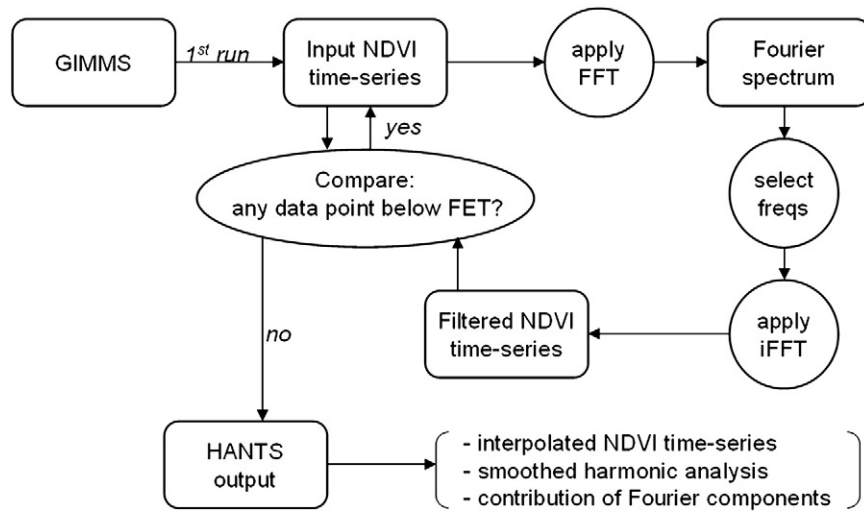 GIMMS
1st run
Input NDVI
time-series
apply
FFT
Fourier
spectrum
yes
Compare:
any data point below FET?
select
freqs
Filtered NDVI
time-series
apply
iFFT
no
HANTS
output
- interpolated NDVI time-series
- smoothed harmonic analysis
- contribution of Fourier components